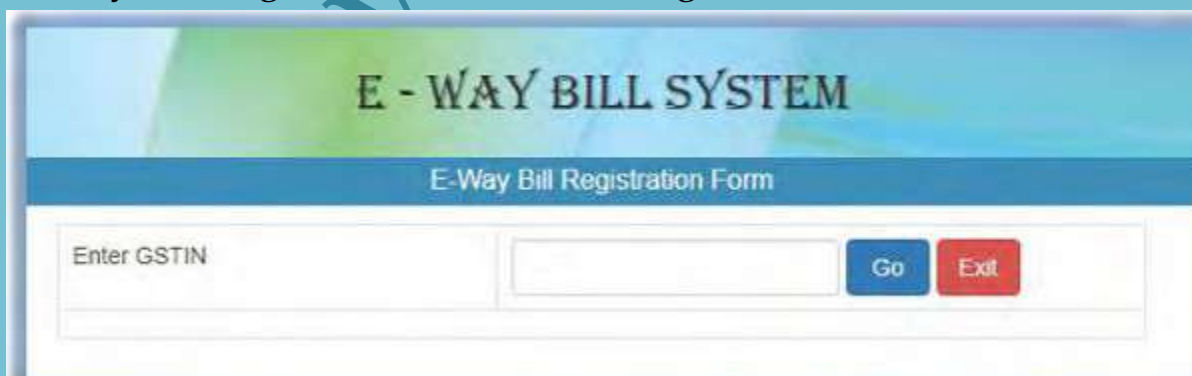 E - WAY BILL SYSTEM
E-Way Bill Registration Form
Enter GSTIN
Go Exit